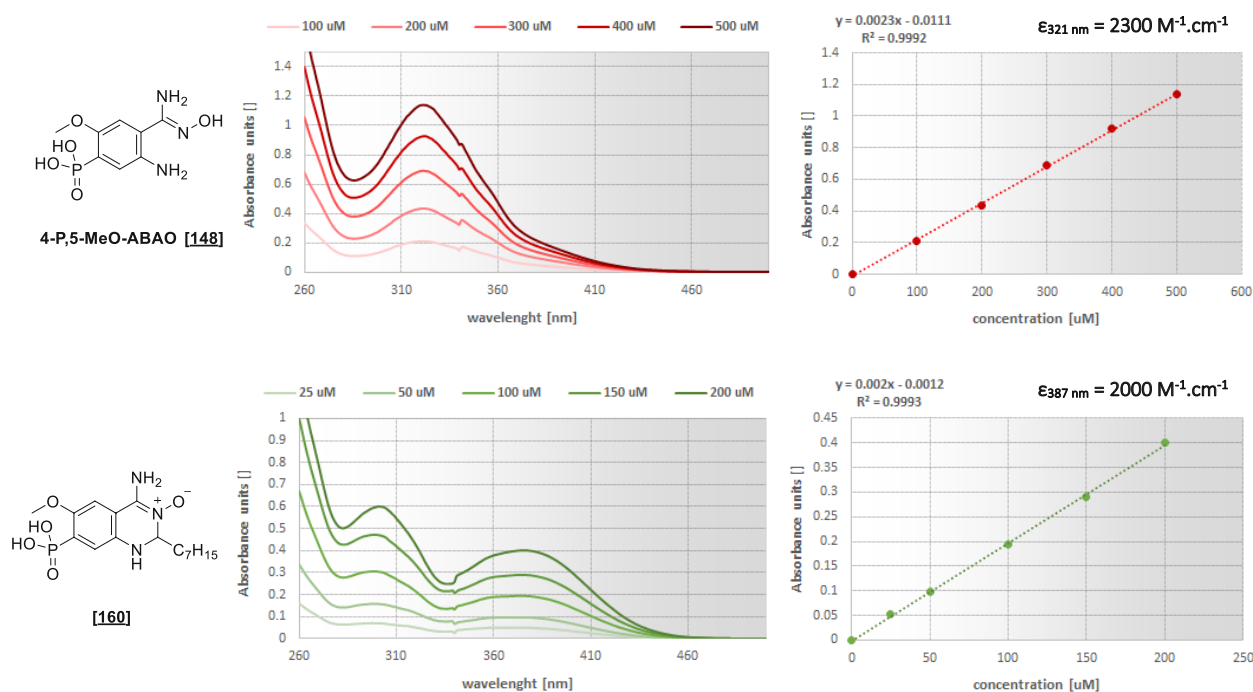 100 uM 200 uM 300 uM 400 uM 500 uM
y = 0.0023x - 0.0111
R² = 0.9992
ε321 nm = 2300 M-1.cm-1
NH2
O
N OH
HO
HO P
O
NH2
4-P,5-MeO-ABAO [148]
Absorbance units []
1.4
1.2
1
0.8
0.6
0.4
0.2
0
260 310 360 410 460
wavelenght [nm]
Absorbance units []
1.4
1.2
1
0.8
0.6
0.4
0.2
0
0 100 200 300 400 500 600
concentration [uM]
25 uM 50 uM 100 uM 150 uM 200 uM
y = 0.002x - 0.0012
R² = 0.9993
ε387 nm = 2000 M-1.cm-1
NH2
O
N+ O−
HO
HO P
O
N
H
C7H15
[160]
Absorbance units []
1
0.9
0.8
0.7
0.6
0.5
0.4
0.3
0.2
0.1
0
260 310 360 410 460
wavelenght [nm]
Absorbance units []
0.45
0.4
0.35
0.3
0.25
0.2
0.15
0.1
0.05
0
0 50 100 150 200 250
concentration [uM]